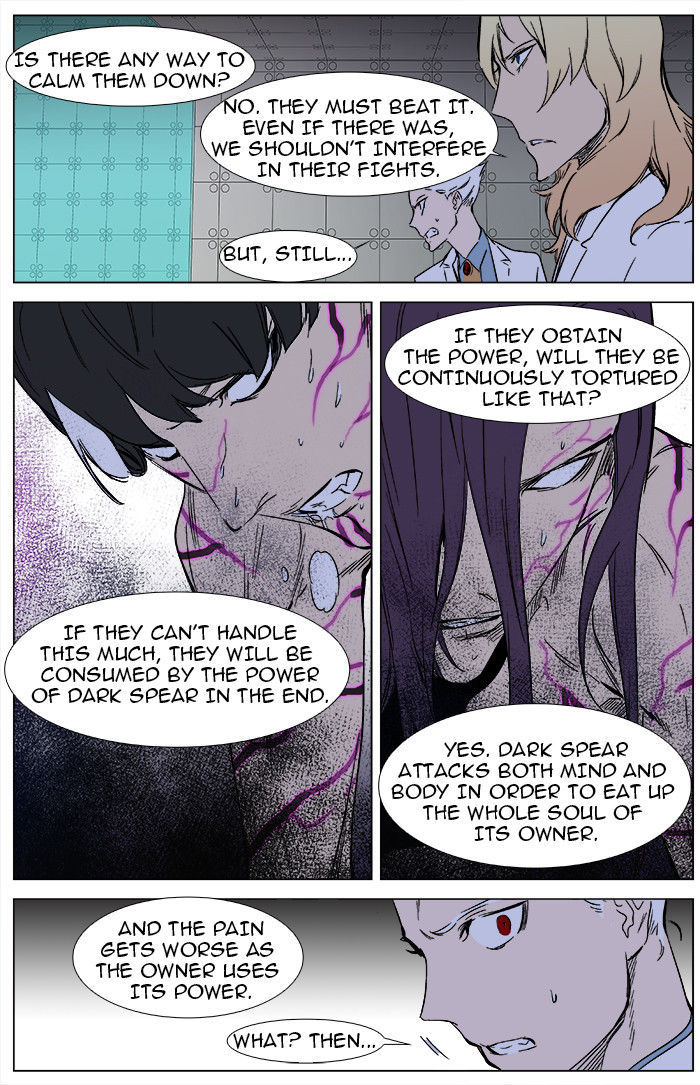 IS THERE ANY WAY TO
CALM THEM DOWN?
NO. THEY MUST BEAT IT.
EVEN IF THERE WAS,
WE SHOULDN'T INTERFERE
IN THEIR FIGHTS.
BUT, STILL...
IF THEY CAN'T HANDLE
THIS MUCH, THEY WILL BE
CONSUMED BY THE POWER
OF DARK SPEAR IN THE END.
IF THEY OBTAIN
THE POWER, WILL THEY BE
CONTINUOUSLY TORTURED
LIKE THAT?
YES. DARK SPEAR
ATTACKS BOTH MIND AND
BODY IN ORDER TO EAT UP
THE WHOLE SOUL OF
ITS OWNER.
AND THE PAIN
GETS WORSE AS
THE OWNER USES
ITS POWER.
WHAT? THEN...